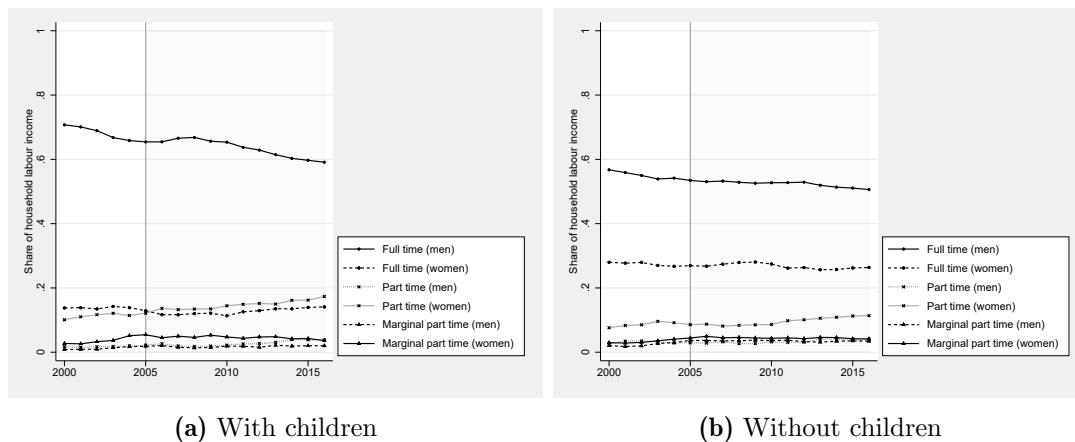 Share of household labour income
1
.8
.6
.4
.2
0
2000 2005 2010 2015
Full time (men)
Full time (women)
Part time (men)
Part time (women)
Marginal part time (men)
Marginal part time (women)
(a) With children
Share of household labour income
1
.8
.6
.4
.2
0
2000 2005 2010 2015
Full time (men)
Full time (women)
Part time (men)
Part time (women)
Marginal part time (men)
Marginal part time (women)
(b) Without children